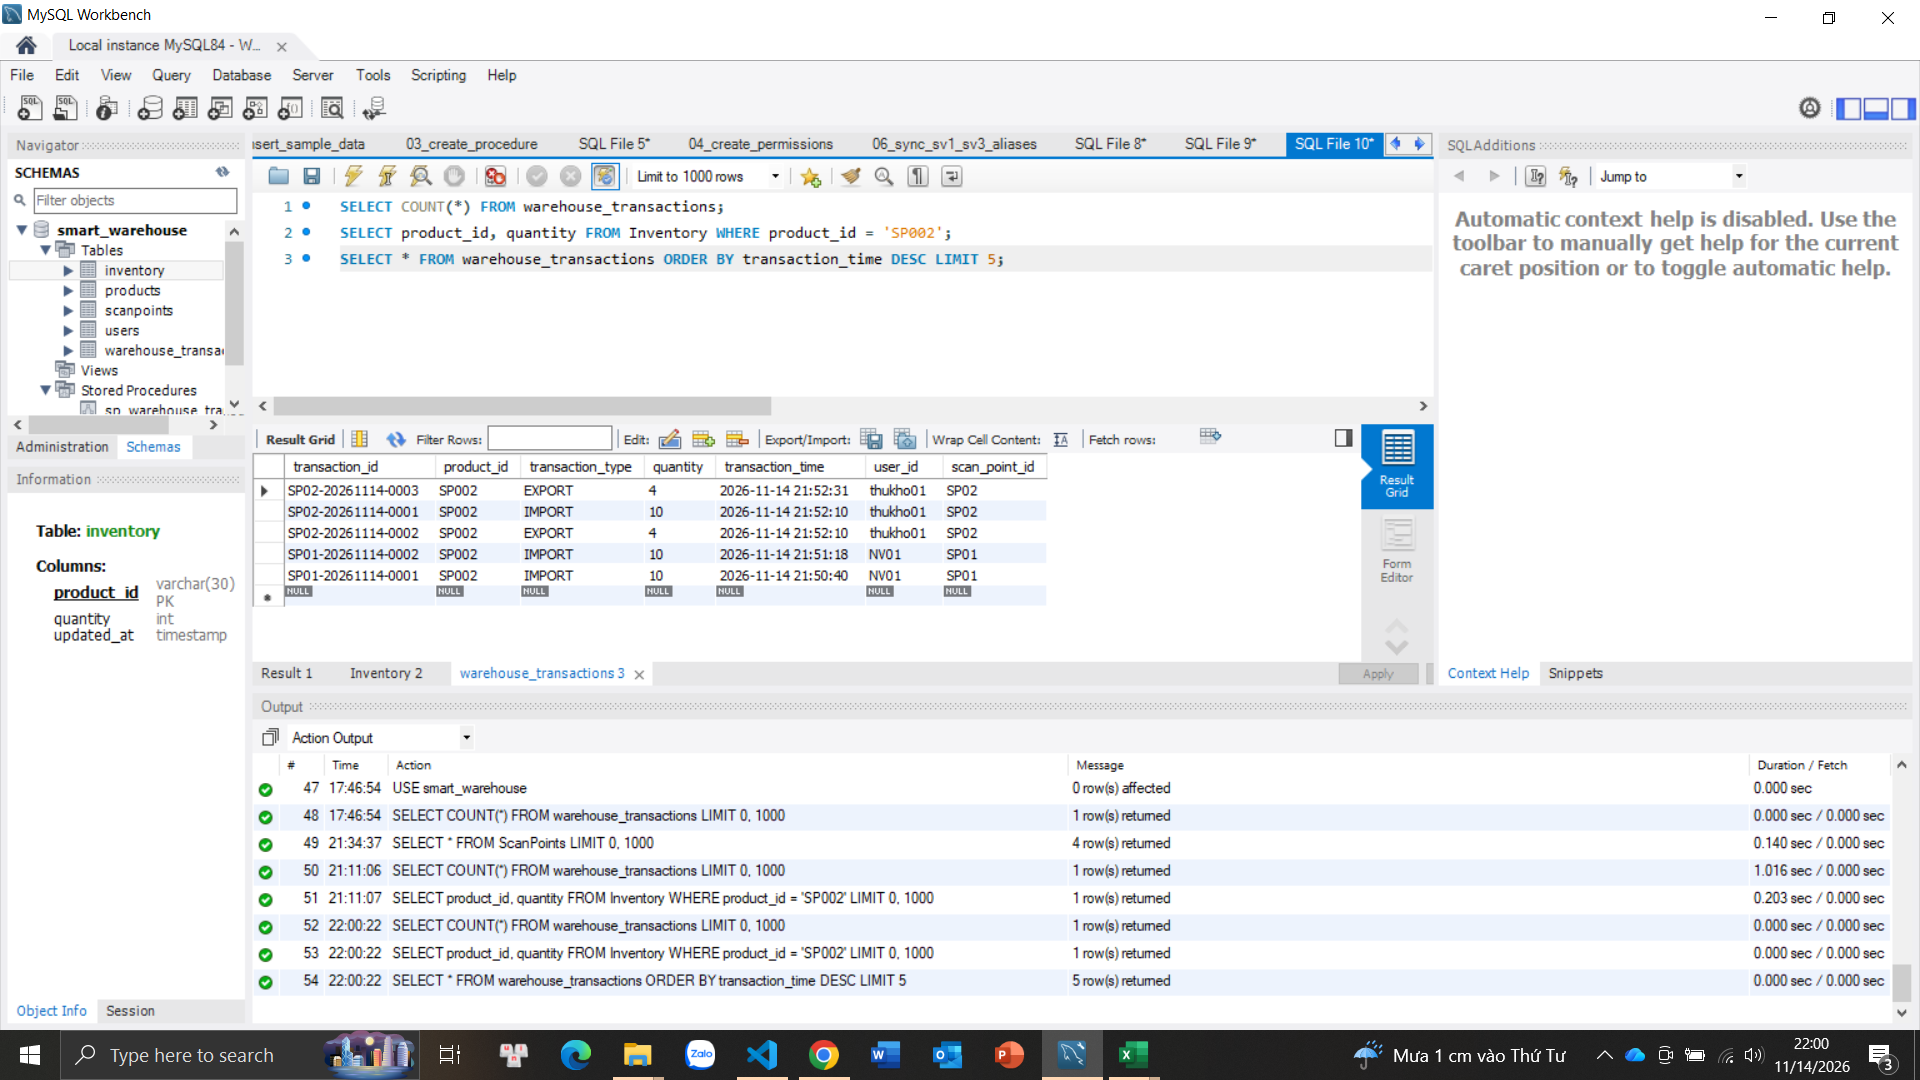 MySQL Workbench
Local instance MySQL84 - W...
File Edit View Query Database Server Tools Scripting Help
Navigator
SCHEMAS
Filter objects
smart_warehouse
Tables
inventory
products
scanpoints
users
warehouse_transa
Views
Stored Procedures
sp_warehouse_tra
Administration Schemas
Information
Table: inventory
Columns:
product_id varchar(30) PK
quantity int
updated_at timestamp
Object Info Session
sert_sample_data 03_create_procedure SQL File 5* 04_create_permissions 06_sync_sv1_sv3_aliases SQL File 8* SQL File 9* SQL File 10*
Limit to 1000 rows
1 SELECT COUNT(*) FROM warehouse_transactions;
2 SELECT product_id, quantity FROM Inventory WHERE product_id = 'SP002';
3 SELECT * FROM warehouse_transactions ORDER BY transaction_time DESC LIMIT 5;
Result Grid Filter Rows: Edit: Export/Import: Wrap Cell Content: Fetch rows:
transaction_id product_id transaction_type quantity transaction_time user_id scan_point_id
SP02-20261114-0003 SP002 EXPORT 4 2026-11-14 21:52:31 thukho01 SP02
SP02-20261114-0001 SP002 IMPORT 10 2026-11-14 21:52:10 thukho01 SP02
SP02-20261114-0002 SP002 EXPORT 4 2026-11-14 21:52:10 thukho01 SP02
SP01-20261114-0002 SP002 IMPORT 10 2026-11-14 21:51:18 NV01 SP01
SP01-20261114-0001 SP002 IMPORT 10 2026-11-14 21:50:40 NV01 SP01
NULL NULL NULL NULL NULL NULL NULL
Result Grid
Form Editor
Result 1 Inventory 2 warehouse_transactions 3
Apply
SQLAdditions
Jump to
Automatic context help is disabled. Use the
toolbar to manually get help for the current
caret position or to toggle automatic help.
Context Help Snippets
Output
Action Output
# Time Action Message Duration / Fetch
47 17:46:54 USE smart_warehouse 0 row(s) affected 0.000 sec
48 17:46:54 SELECT COUNT(*) FROM warehouse_transactions LIMIT 0, 1000 1 row(s) returned 0.000 sec / 0.000 sec
49 21:34:37 SELECT * FROM ScanPoints LIMIT 0, 1000 4 row(s) returned 0.140 sec / 0.000 sec
50 21:11:06 SELECT COUNT(*) FROM warehouse_transactions LIMIT 0, 1000 1 row(s) returned 1.016 sec / 0.000 sec
51 21:11:07 SELECT product_id, quantity FROM Inventory WHERE product_id = 'SP002' LIMIT 0, 1000 1 row(s) returned 0.203 sec / 0.000 sec
52 22:00:22 SELECT COUNT(*) FROM warehouse_transactions LIMIT 0, 1000 1 row(s) returned 0.000 sec / 0.000 sec
53 22:00:22 SELECT product_id, quantity FROM Inventory WHERE product_id = 'SP002' LIMIT 0, 1000 1 row(s) returned 0.000 sec / 0.000 sec
54 22:00:22 SELECT * FROM warehouse_transactions ORDER BY transaction_time DESC LIMIT 5 5 row(s) returned 0.000 sec / 0.000 sec
Type here to search
Zalo
Mưa 1 cm vào Thứ Tư
22:00
11/14/2026
3